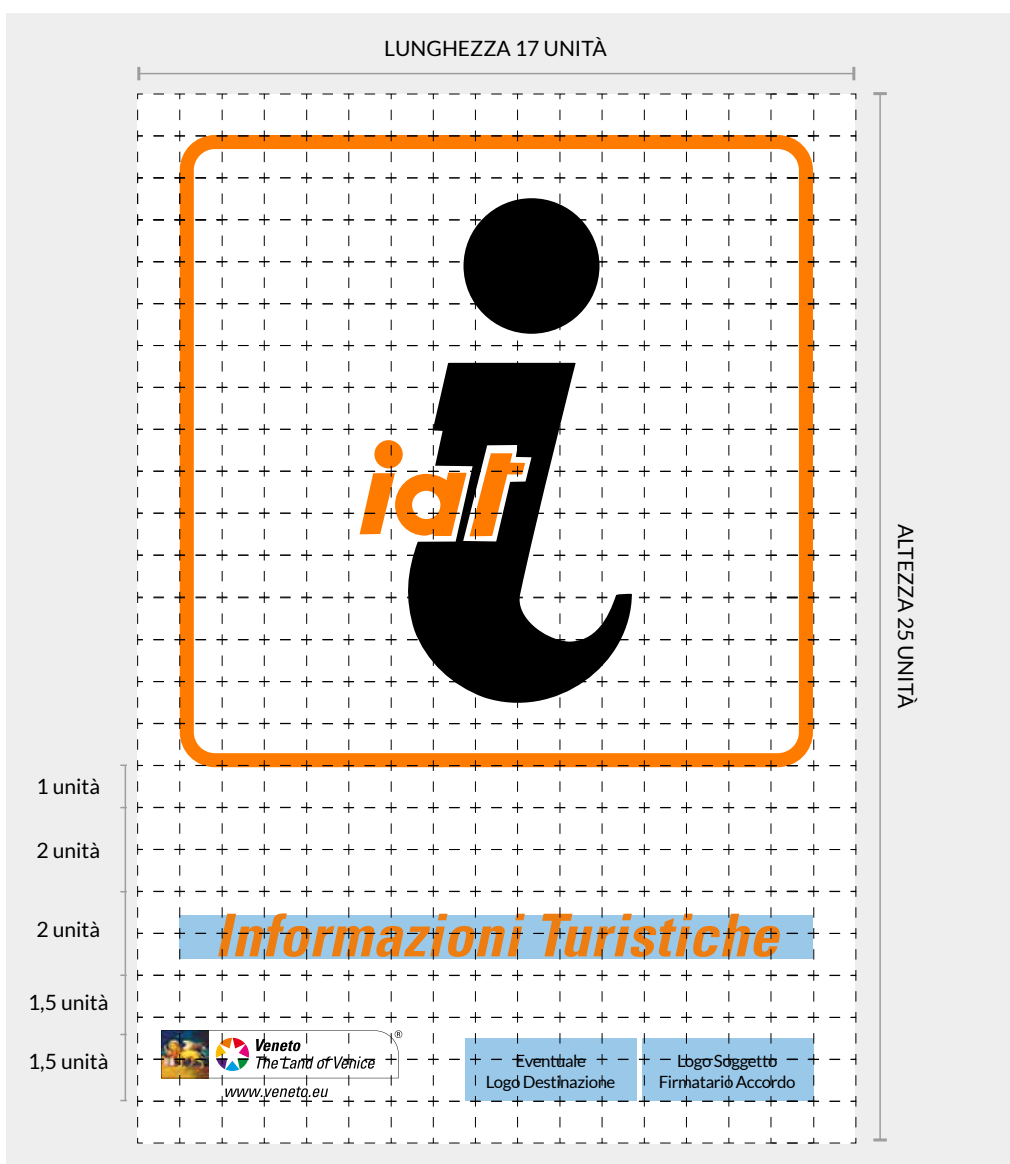 LUNGHEZZA 17 UNITÀ
iat
ALTEZZA 25 UNITÀ
1 unità
2 unità
2 unità
Informazioni Turistiche
1,5 unità
1,5 unità
Veneto
The Land of Venice
®
www.veneto.eu
Eventuale
Logo Destinazione
Logo Soggetto
Firmatario Accordo